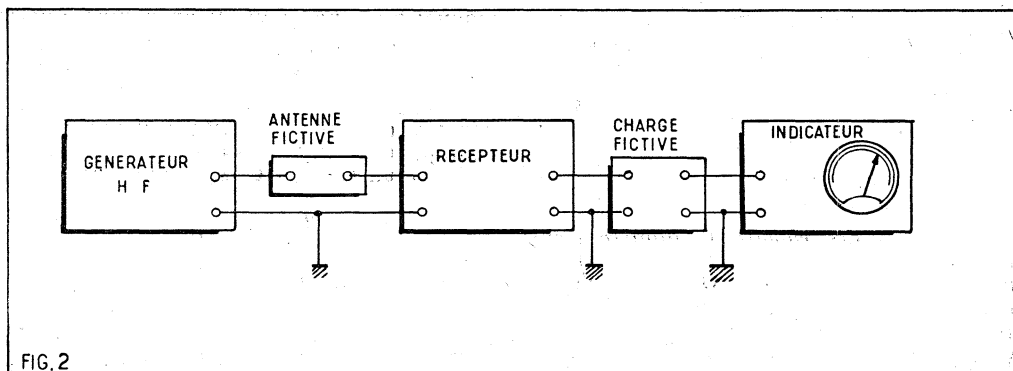 GENERATEUR
H F
ANTENNE
FICTIVE
RECEPTEUR
CHARGE
FICTIVE
INDICATEUR
FIG. 2